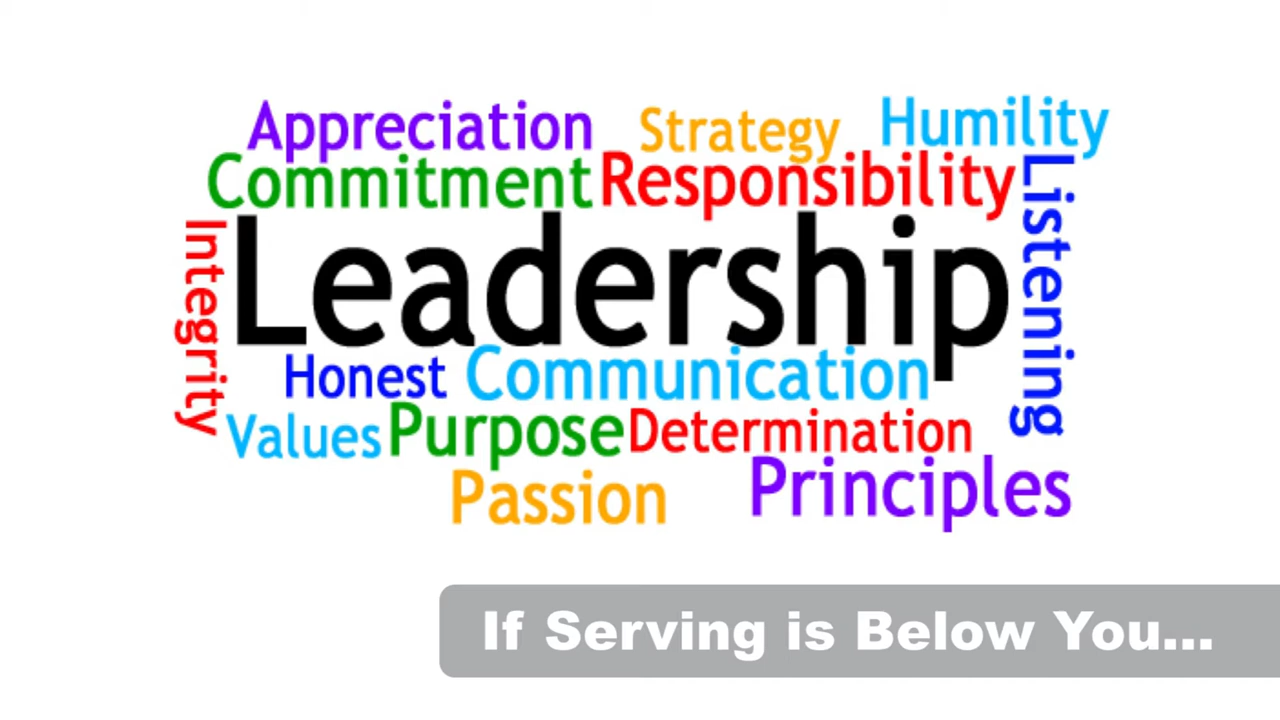 Appreciation Strategy Humility
Commitment Responsibility
Listening
Integrity
Leadership
Honest Communication
Values Purpose Determination
Passion Principles
If Serving is Below You...